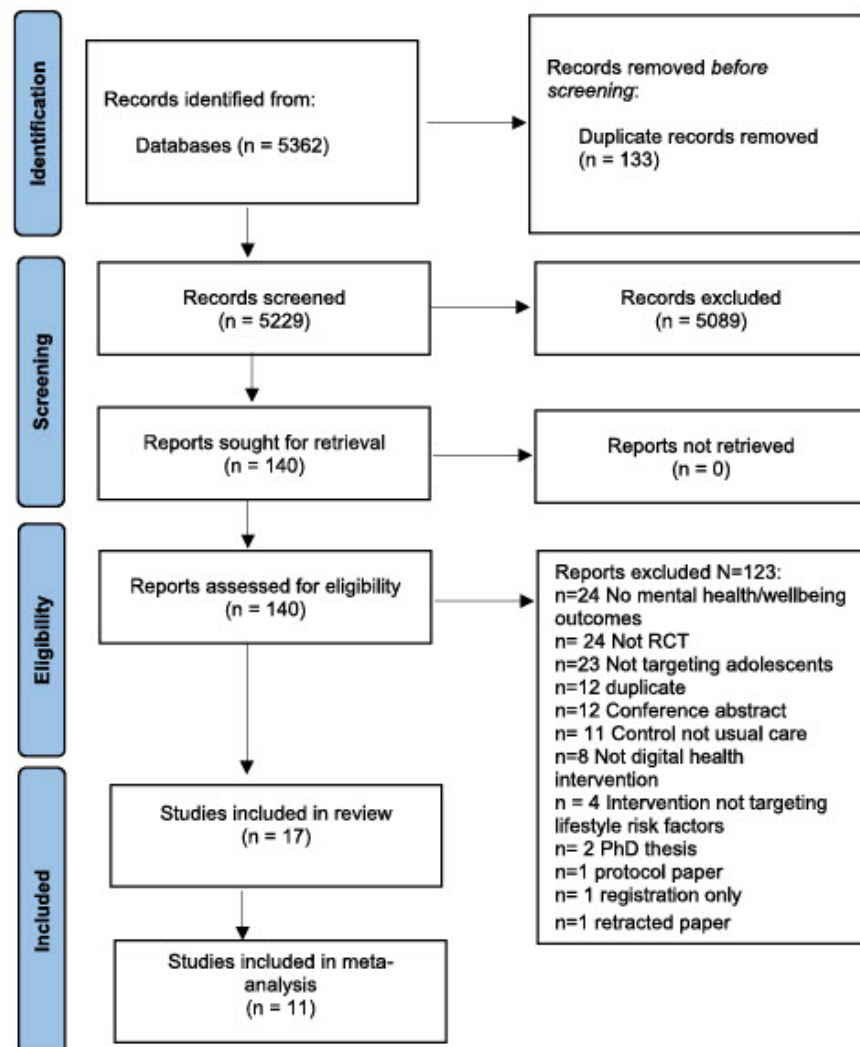 Identification
Records identified from:
Databases (n = 5362)
Records removed before
screening:
Duplicate records removed
(n = 133)
Screening
Records screened
(n = 5229)
Records excluded
(n = 5089)
Reports sought for retrieval
(n = 140)
Reports not retrieved
(n = 0)
Eligibility
Reports assessed for eligibility
(n = 140)
Reports excluded N=123:
n=24 No mental health/wellbeing
outcomes
n= 24 Not RCT
n=23 Not targeting adolescents
n=12 duplicate
n=12 Conference abstract
n= 11 Control not usual care
n=8 Not digital health
intervention
n = 4 Intervention not targeting
lifestyle risk factors
n= 2 PhD thesis
n=1 protocol paper
n= 1 registration only
n=1 retracted paper
Included
Studies included in review
(n = 17)
Studies included in meta-
analysis
(n = 11)